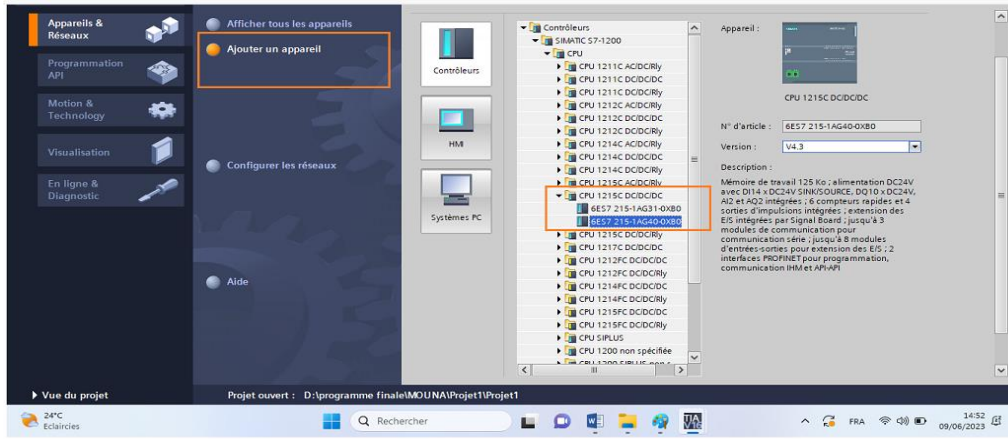 Appareils &
Réseaux
Programmation
API
Motion &
Technology
Visualisation
En ligne &
Diagnostic
Vue du projet
Afficher tous les appareils
Ajouter un appareil
Configurer les réseaux
Aide
Contrôleurs
HMI
Systèmes PC
Contrôleurs
SIMATIC S7-1200
CPU
CPU 1211C AC/DC/Rly
CPU 1211C DC/DC/DC
CPU 1211C DC/DC/Rly
CPU 1212C AC/DC/Rly
CPU 1212C DC/DC/DC
CPU 1212C DC/DC/Rly
CPU 1214C AC/DC/Rly
CPU 1214C DC/DC/DC
CPU 1214C DC/DC/Rly
CPU 1215C AC/DC/Rly
CPU 1215C DC/DC/DC
6ES7 215-1AG31-0XB0
6ES7 215-1AG40-0XB0
CPU 1215C DC/DC/Rly
CPU 1217C DC/DC/DC
CPU 1212FC DC/DC/DC
CPU 1212FC DC/DC/Rly
CPU 1214FC DC/DC/DC
CPU 1214FC DC/DC/Rly
CPU 1215FC DC/DC/DC
CPU 1215FC DC/DC/Rly
CPU SIPLUS
CPU 1200 non spécifiée
Appareil :
CPU 1215C DC/DC/DC
N° d'article : 6ES7 215-1AG40-0XB0
Version : V4.3
Description :
Mémoire de travail 125 Ko ; alimentation DC24V
avec DI14 x DC24V SINK/SOURCE, DQ10 x DC24V,
AI2 et AQ2 intégrées ; 6 compteurs rapides et 4
sorties d'impulsions intégrées ; extension des
E/S intégrées par Signal Board ; jusqu'à 3
modules de communication pour
communication série ; jusqu'à 8 modules
d'entrées-sorties pour extension des E/S ; 2
interfaces PROFINET pour programmation,
communication IHM et API-API
Projet ouvert : D:\programme finale\MOUNA\Projet1\Projet1
24°C
Eclaircies
Rechercher
TIA
V16
FRA
14:52
09/06/2023